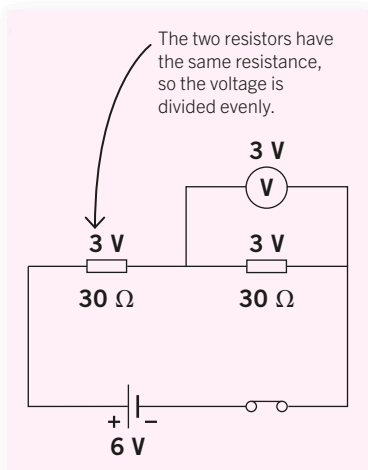 The two resistors have
the same resistance,
so the voltage is
divided evenly.
3 V
V
3 V
3 V
30 Ω
30 Ω
+
–
6 V